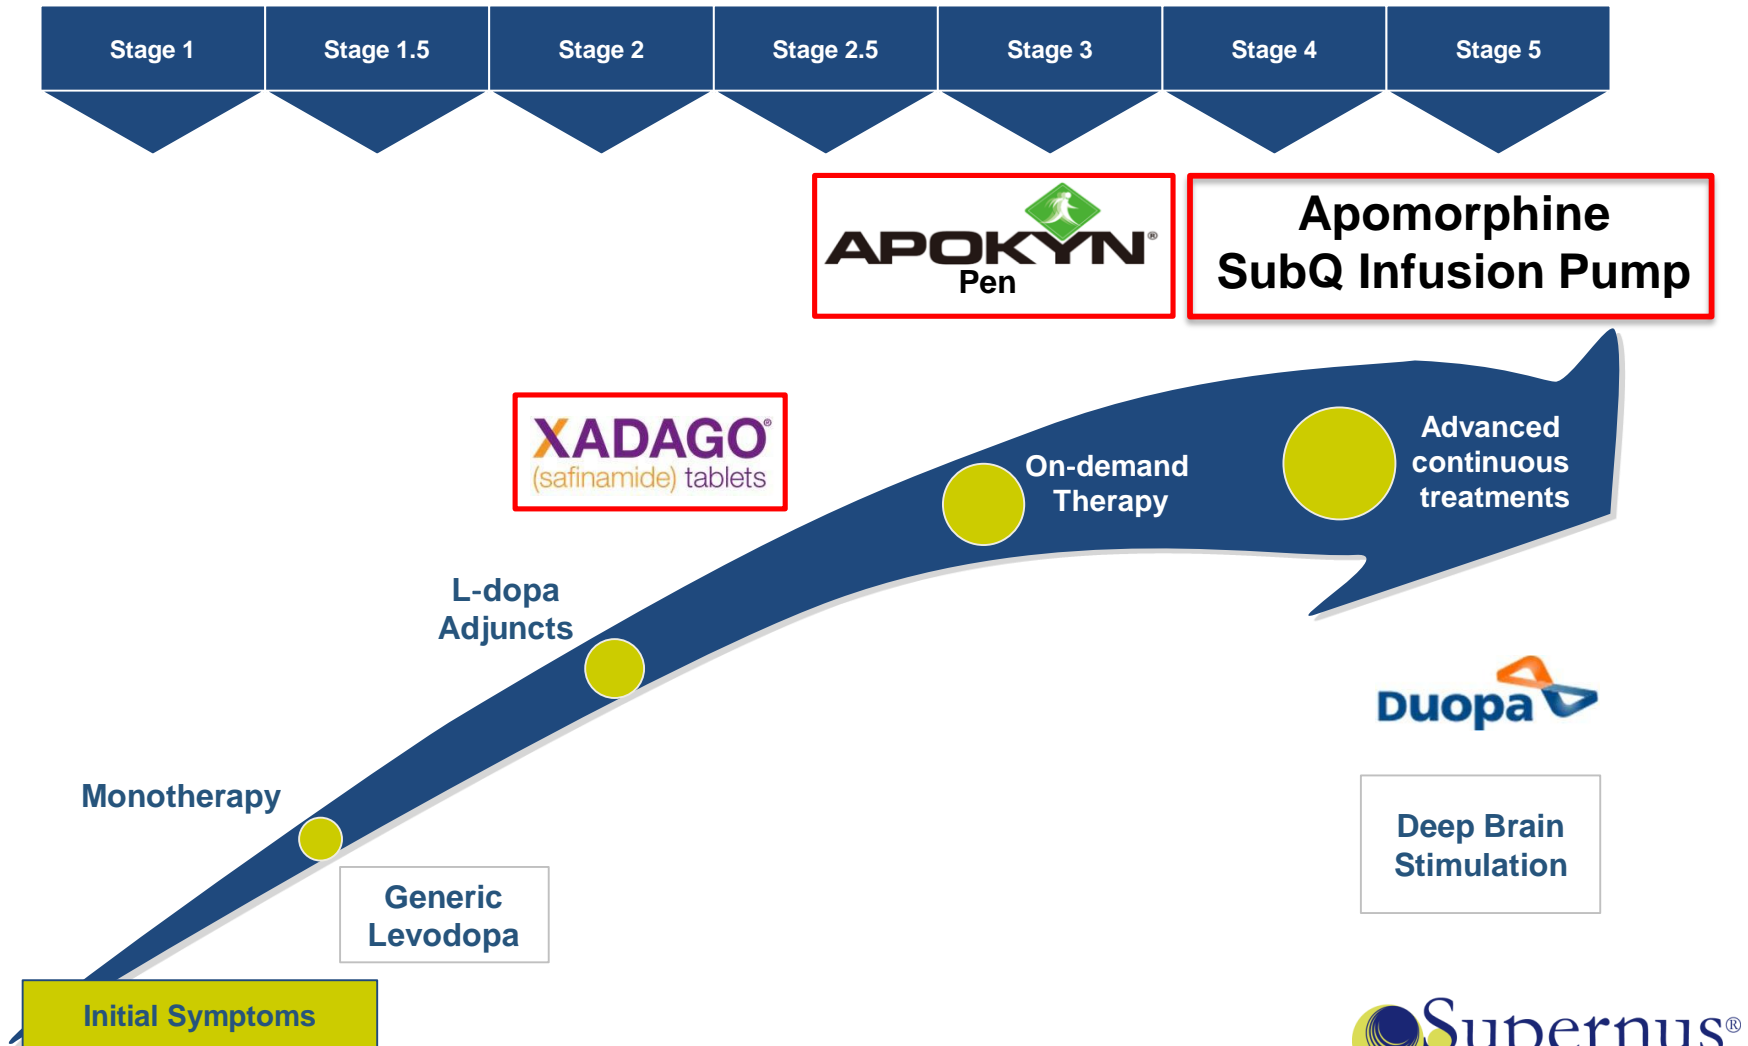 Stage 1
Stage 1.5
Stage 2
Stage 2.5
Stage 3
Stage 4
Stage 5
APOKYN®
Pen
Apomorphine
SubQ Infusion Pump
XADAGO®
(safinamide) tablets
On-demand
Therapy
Advanced
continuous
treatments
L-dopa
Adjuncts
Duopa
Monotherapy
Deep Brain
Stimulation
Generic
Levodopa
Initial Symptoms
Supernus®